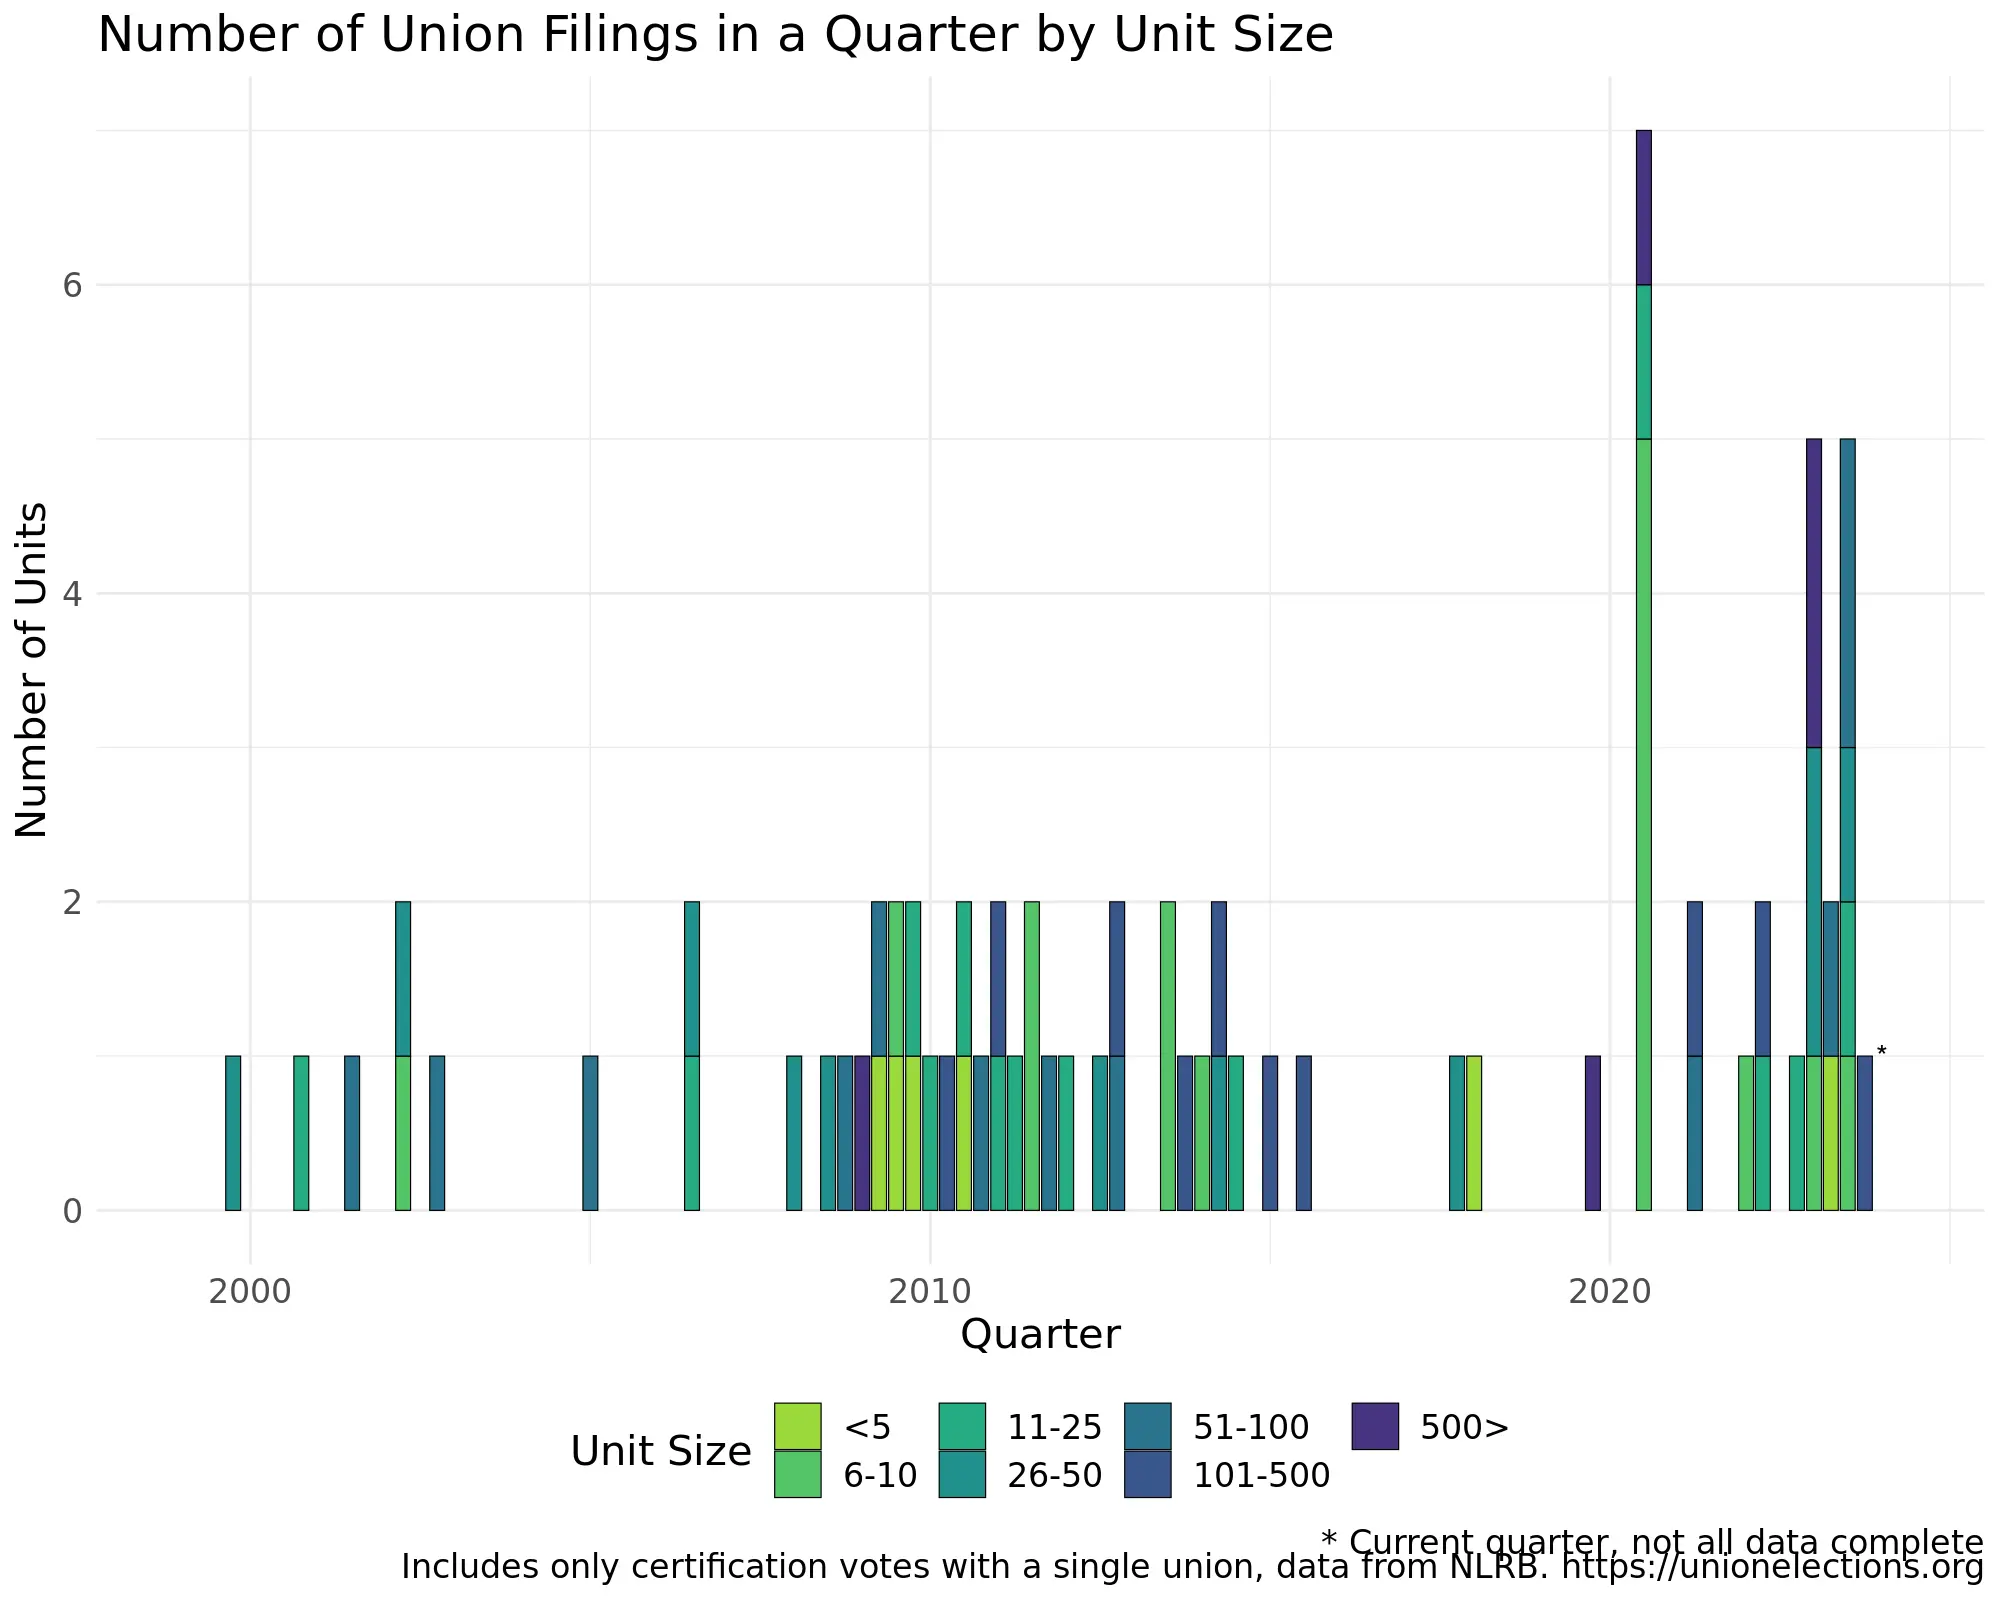 Number of Union Filings in a Quarter by Unit Size
Number of Units
6
4
2
0
*
2000 2010 2020
Quarter
Unit Size
<5 11-25 51-100 500>
6-10 26-50 101-500
* Current quarter, not all data complete
Includes only certification votes with a single union, data from NLRB. https://unionelections.org